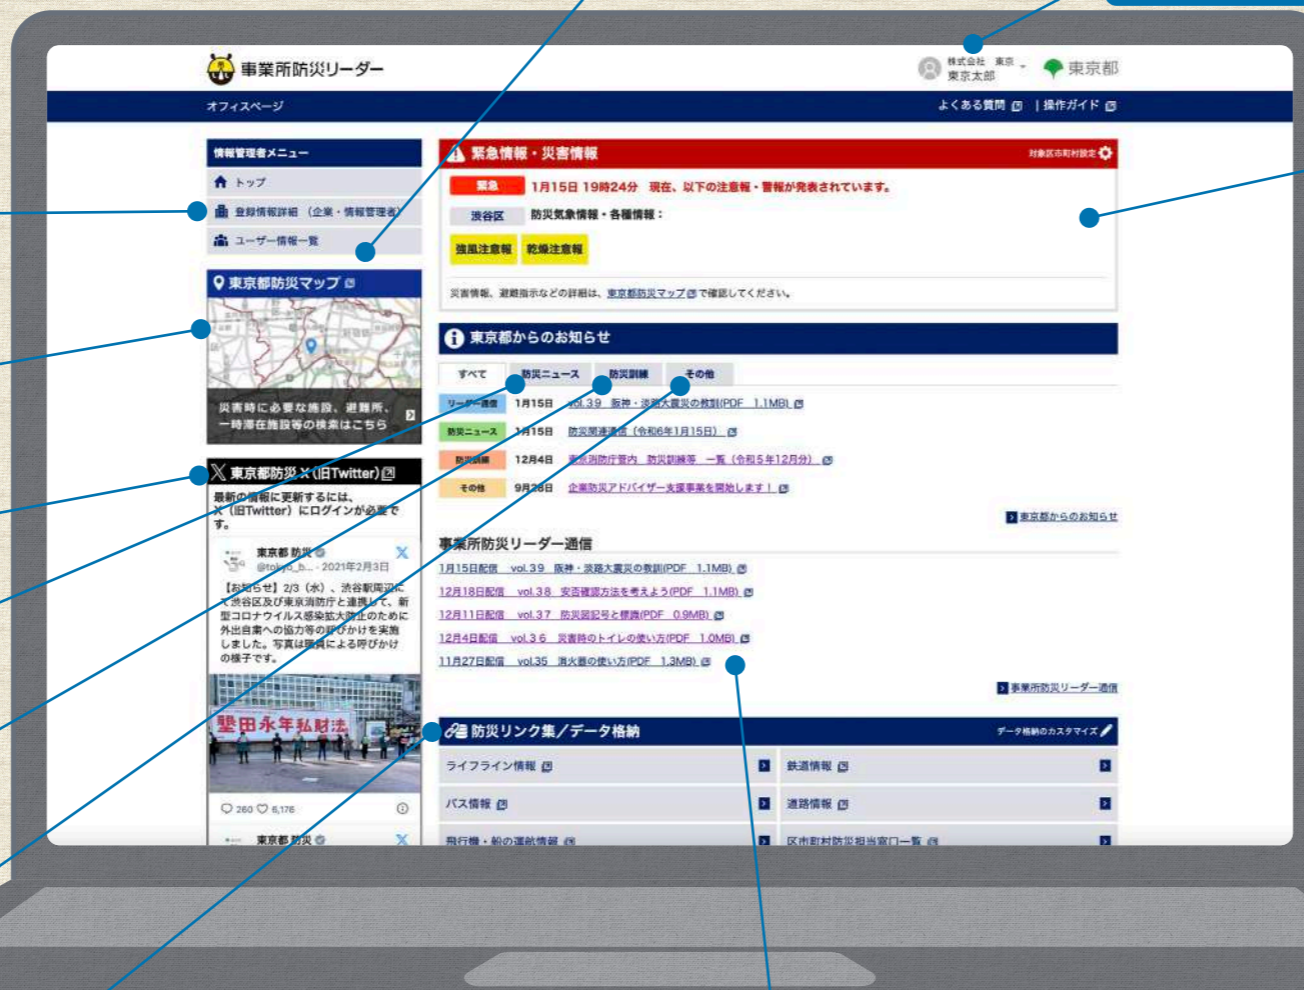 事業所防災リーダー
株式会社 東京
東京太郎
東京都
オフィスページ
よくある質問 | 操作ガイド
情報管理者メニュー
トップ
登録情報詳細 (企業・情報管理者)
ユーザー情報一覧
東京都防災マップ
災害時に必要な施設、避難所、
一時滞在施設等の検索はこちら
東京都防災 X (旧Twitter)
最新の情報に更新するには、
X (旧Twitter) にログインが必要で
す。
東京都 防災
@tokyo_b... · 2021年2月3日
【お知らせ】2/3(水)、渋谷駅周辺に
て渋谷区及び東京消防庁と連携して、新
型コロナウイルス感染拡大防止のために
外出自粛への協力等の呼びかけを実施
しました。写真は職員による呼びかけ
の様子です。
墾田永年私財法
260 6,176
東京都 防災
緊急情報・災害情報
対象区市町村設定
緊急 1月15日 19時24分 現在、以下の注意報・警報が発表されています。
渋谷区 防災気象情報・各種情報：
強風注意報 乾燥注意報
災害情報、避難指示などの詳細は、東京都防災マップで確認してください。
東京都からのお知らせ
すべて 防災ニュース 防災訓練 その他
リーダー通信 1月15日 vol.39 阪神・淡路大震災の教訓(PDF 1.1MB)
防災ニュース 1月15日 防災関連通信 (令和6年1月15日)
防災訓練 12月4日 東京消防庁管内 防災訓練等 一覧 (令和5年12月分)
その他 9月28日 企業防災アドバイザー支援事業を開始します！
東京都からのお知らせ
事業所防災リーダー通信
1月15日配信 vol.39 阪神・淡路大震災の教訓(PDF 1.1MB)
12月18日配信 vol.38 安否確認方法を考えよう(PDF 1.1MB)
12月11日配信 vol.37 防災図記号と標識(PDF 0.9MB)
12月4日配信 vol.36 災害時のトイレの使い方(PDF 1.0MB)
11月27日配信 vol.35 消火器の使い方(PDF 1.3MB)
事業所防災リーダー通信
防災リンク集／データ格納
データ格納のカスタマイズ
ライフライン情報 鉄道情報
バス情報 道路情報
飛行機・船の運航情報 区市町村防災担当窓口一覧